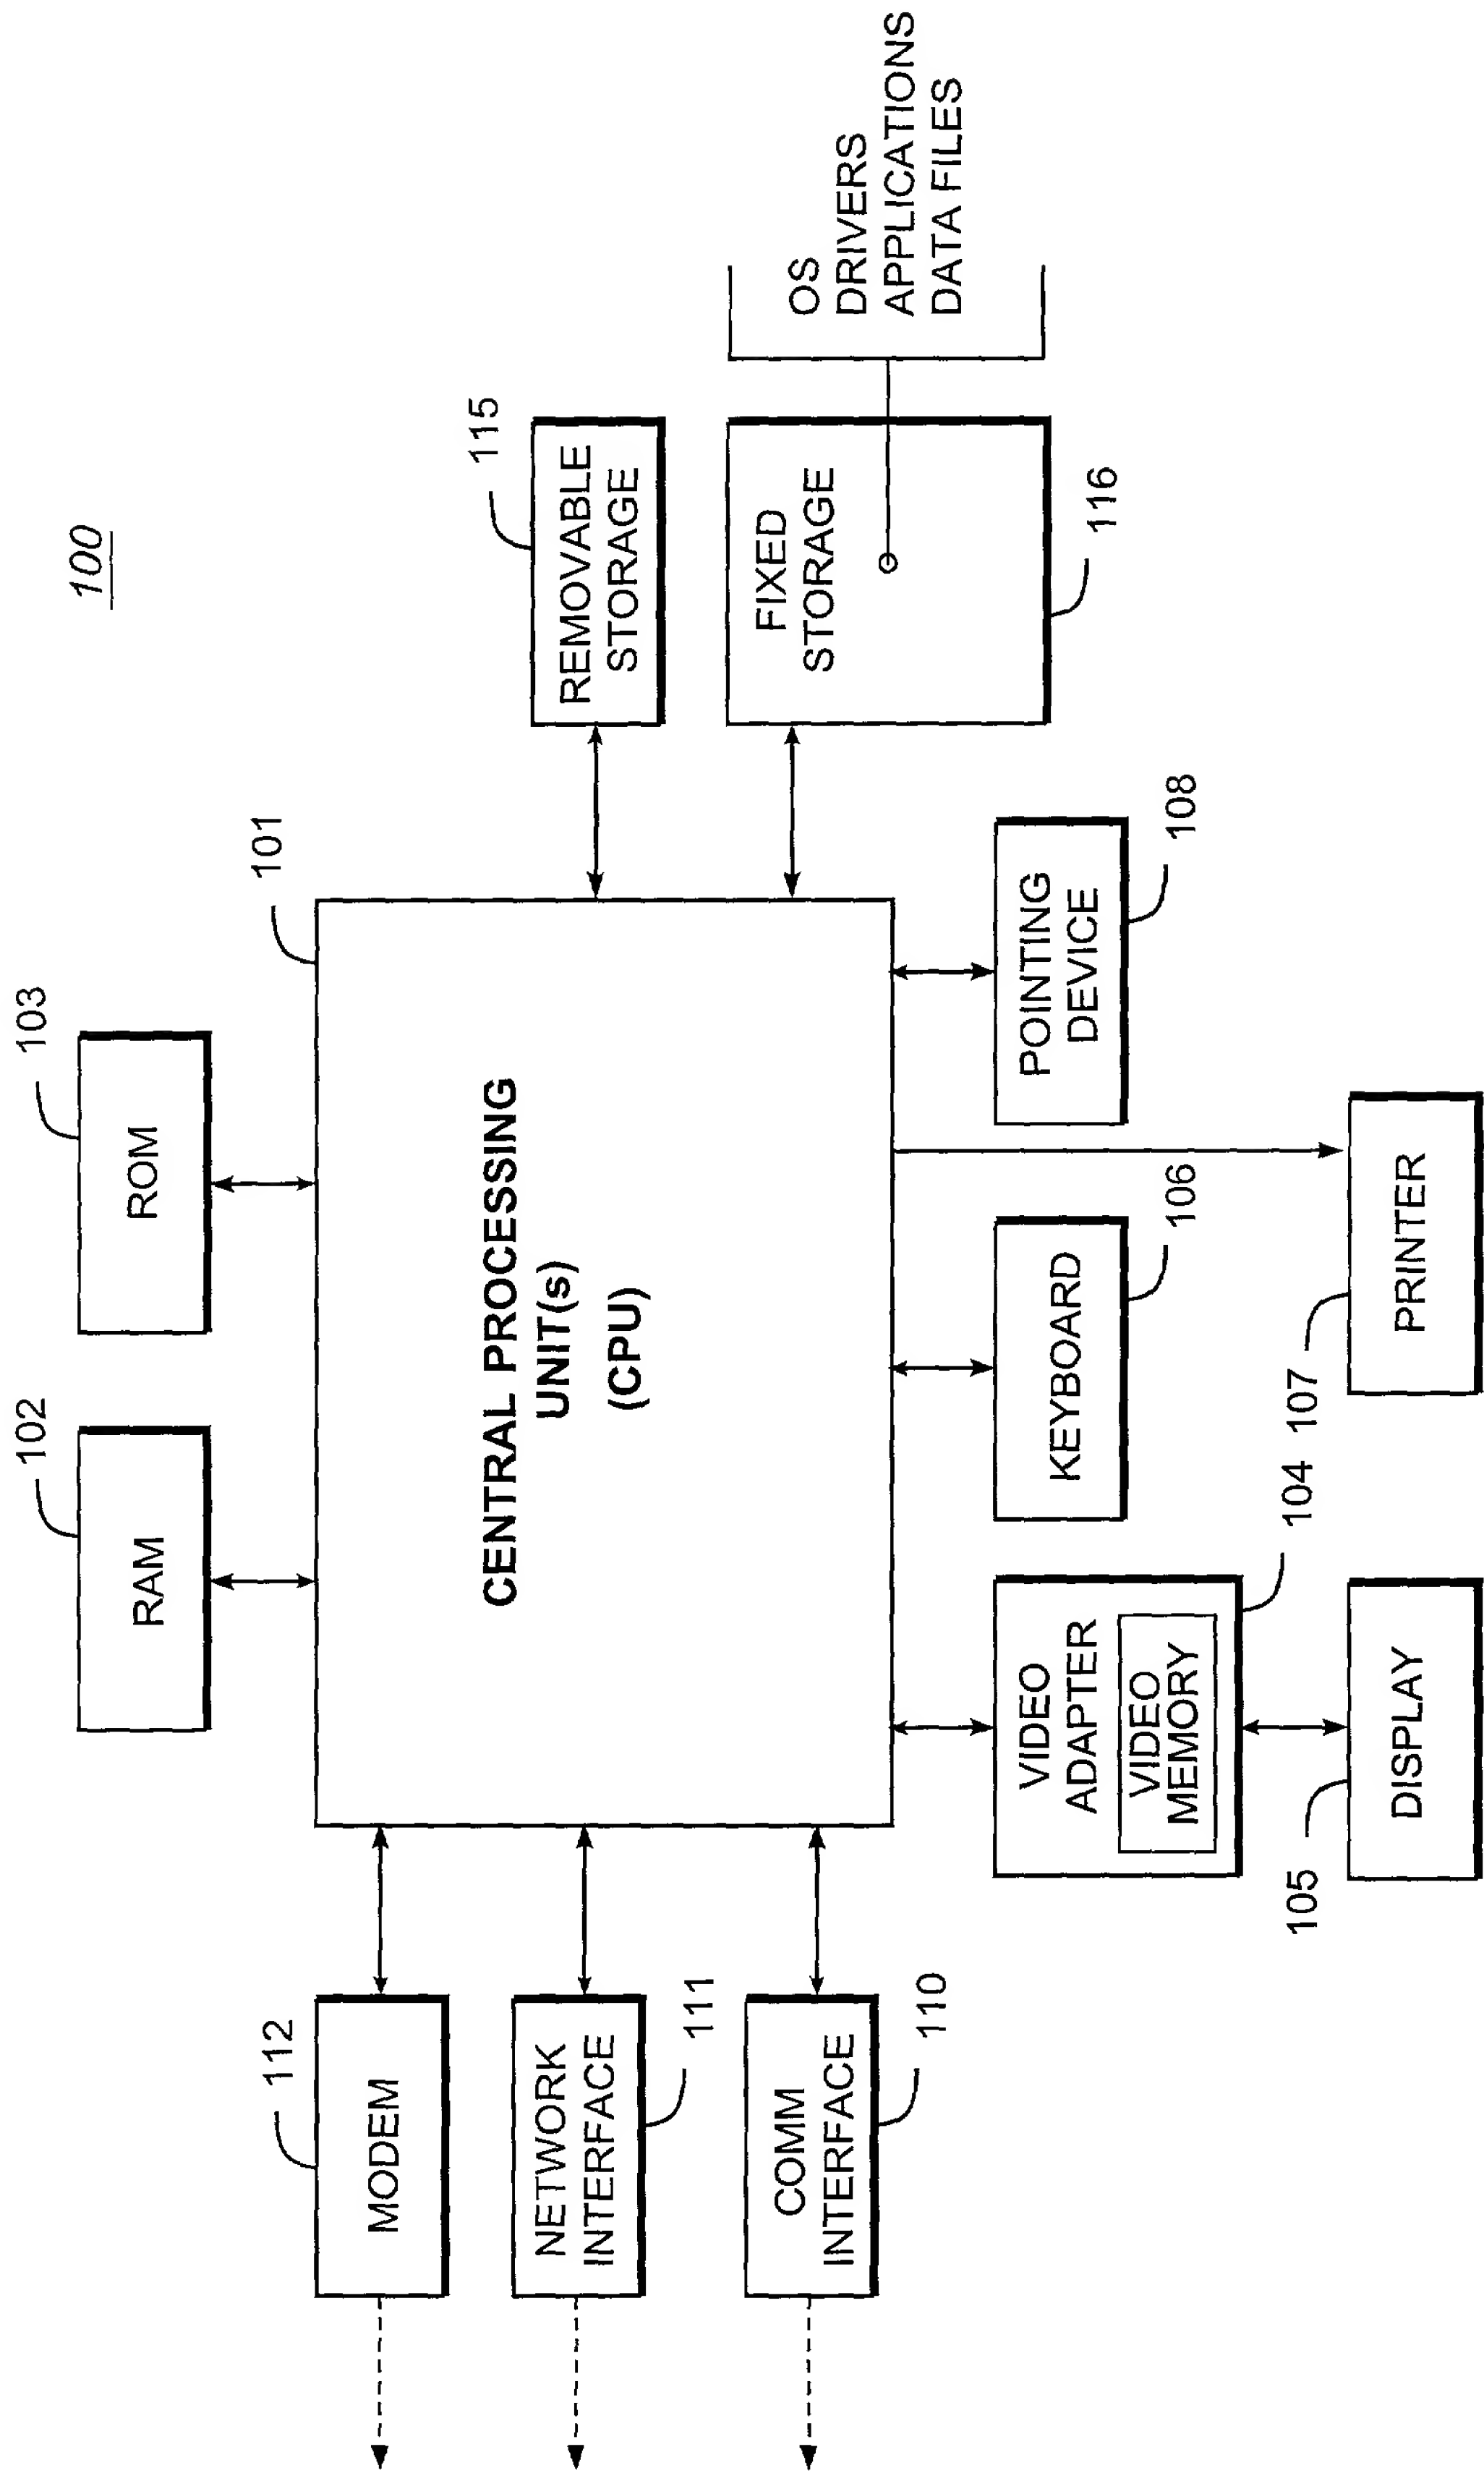 100
102
RAM
103
ROM
101
CENTRAL PROCESSING
UNIT(s)
(CPU)
112
MODEM
NETWORK
INTERFACE
111
COMM
INTERFACE
110
115
REMOVABLE
STORAGE
FIXED
STORAGE
116
OS
DRIVERS
APPLICATIONS
DATA FILES
VIDEO
ADAPTER
VIDEO
MEMORY
104
KEYBOARD
106
POINTING
DEVICE
108
105
DISPLAY
107
PRINTER